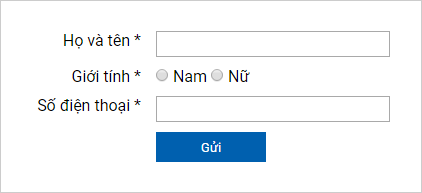 Họ và tên *
Giới tính * Nam Nữ
Số điện thoại *
Gửi